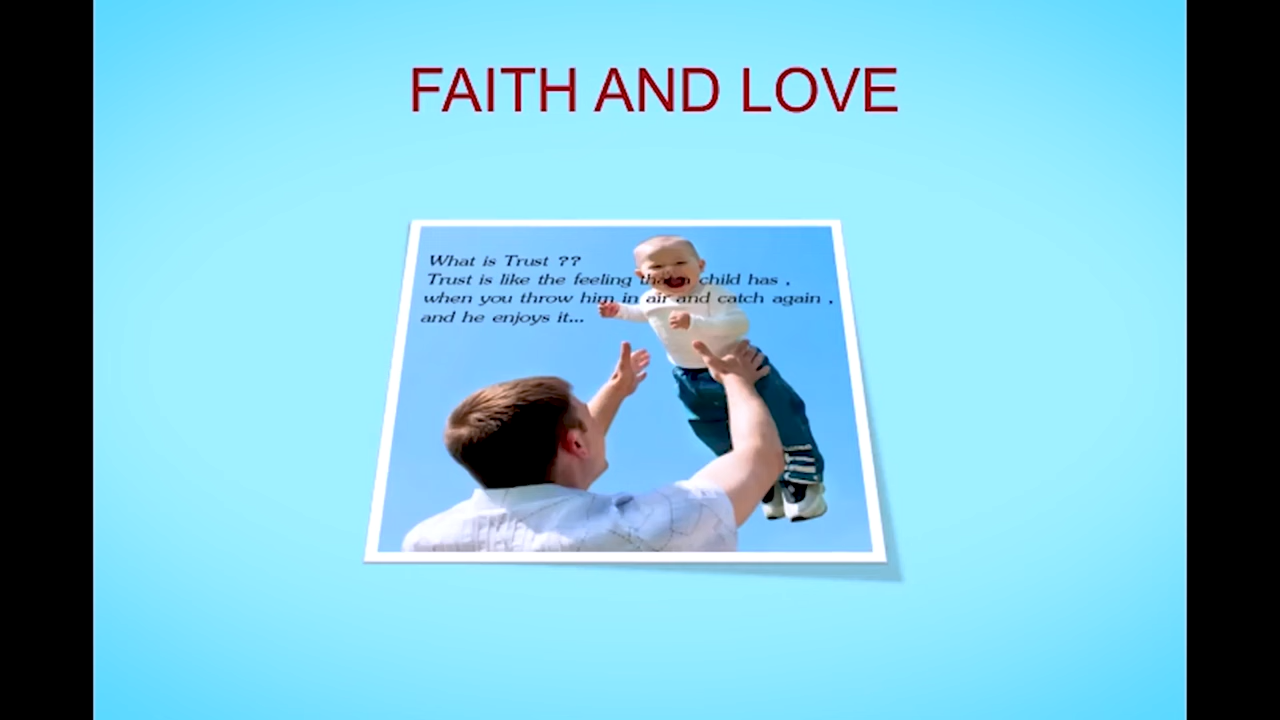 FAITH AND LOVE
What is Trust ??
Trust is like the feeling that a child has ,
when you throw him in air and catch again ,
and he enjoys it...